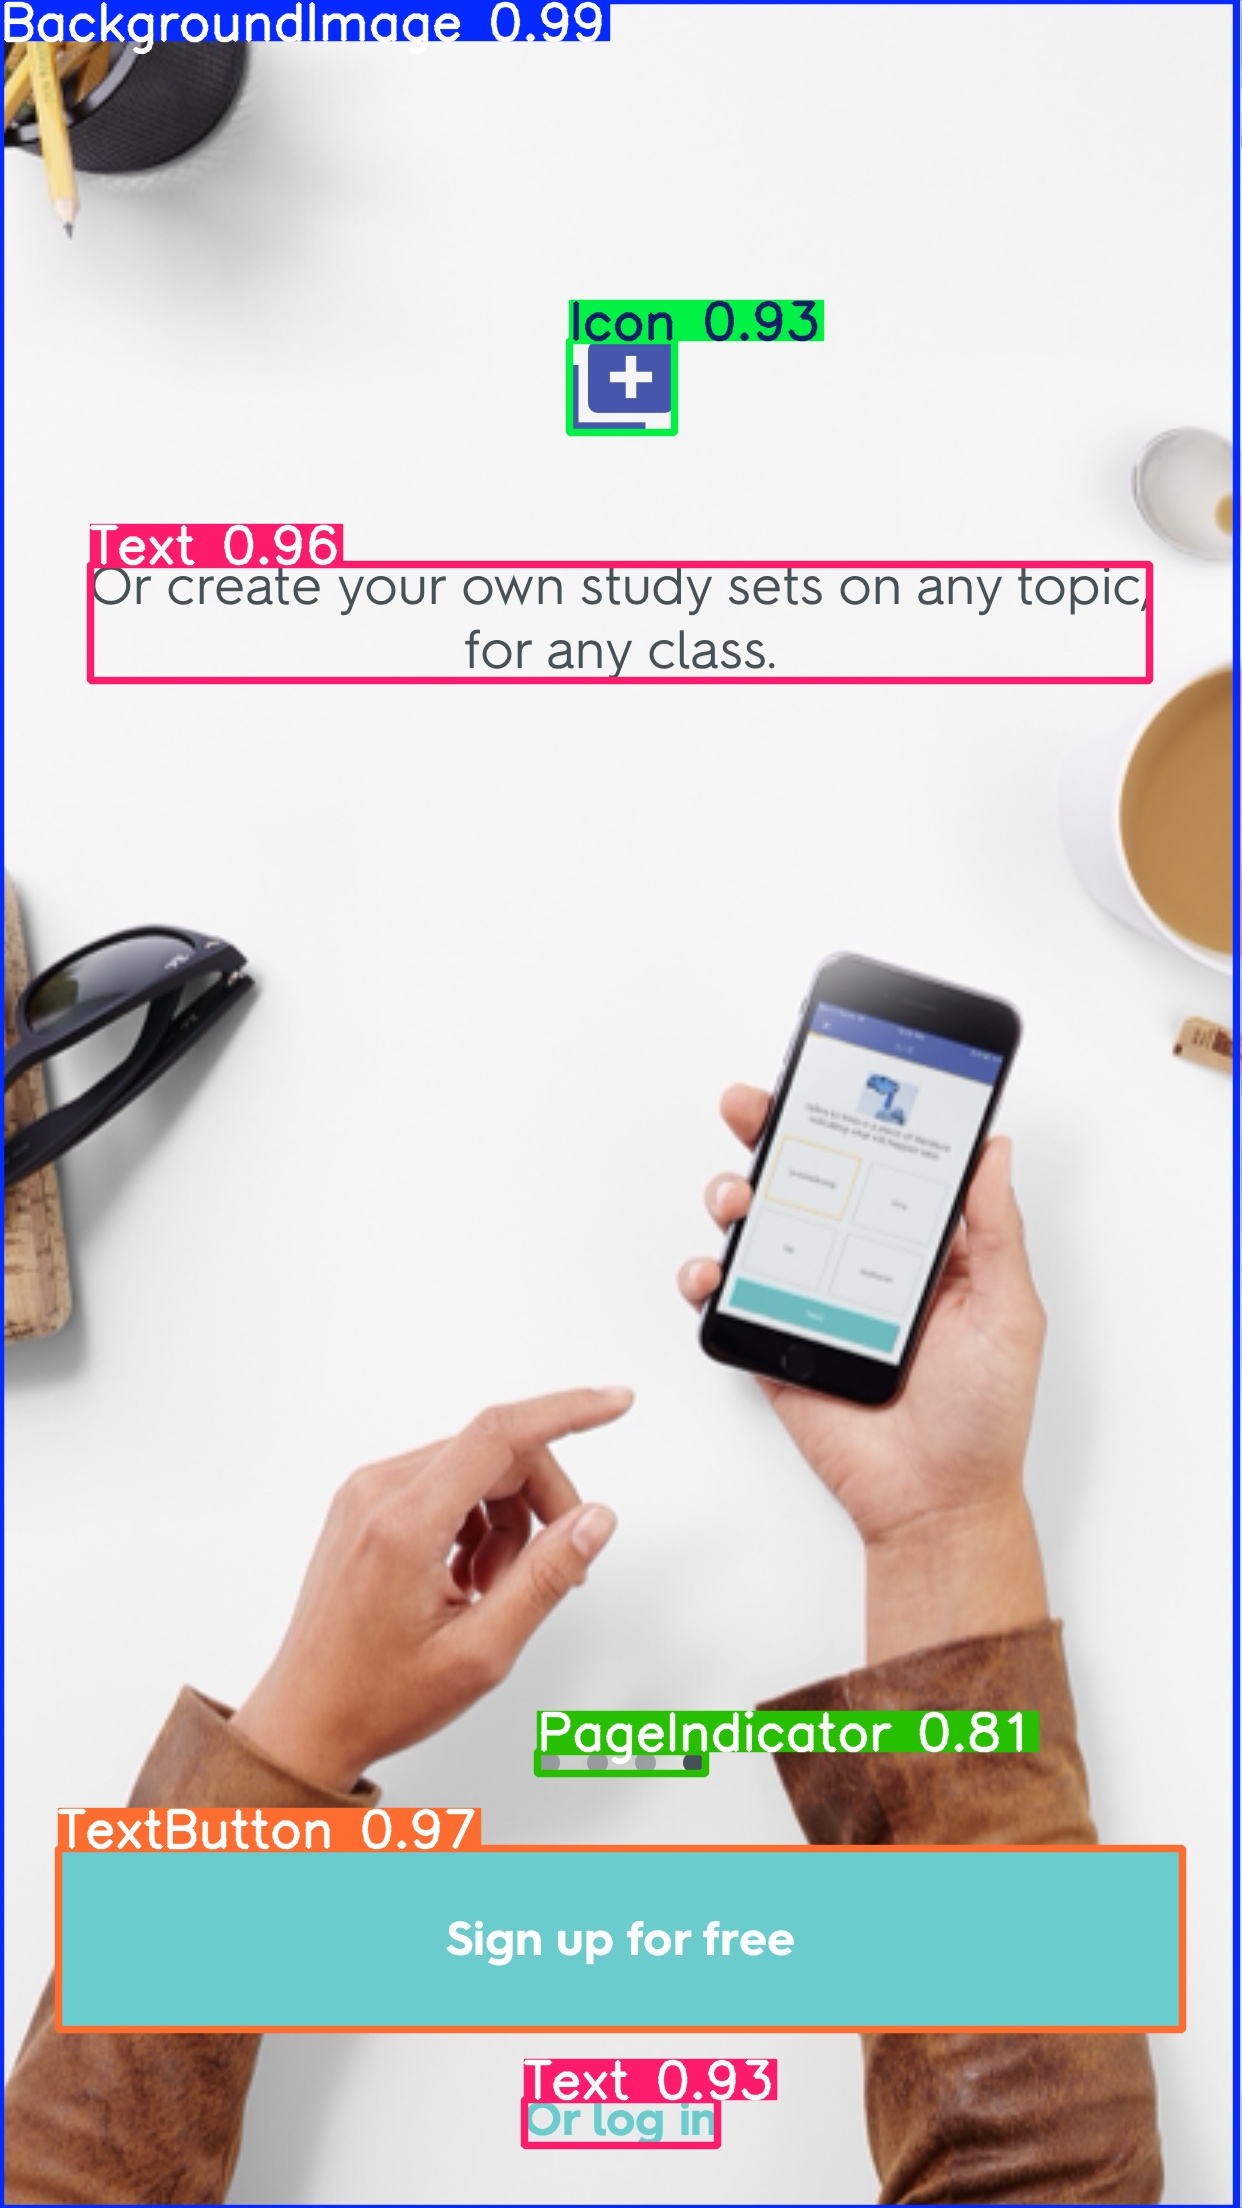 BackgroundImage 0.99
Icon 0.93
Text 0.96
Or create your own study sets on any topic,
for any class.
PageIndicator 0.81
TextButton 0.97
Sign up for free
Text 0.93
Or log in